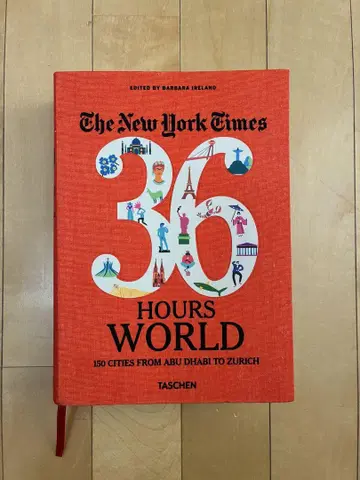 EDITED BY BARBARA IRELAND
The New York Times
36
HOURS
WORLD
150 CITIES FROM ABU DHABI TO ZURICH
TASCHEN